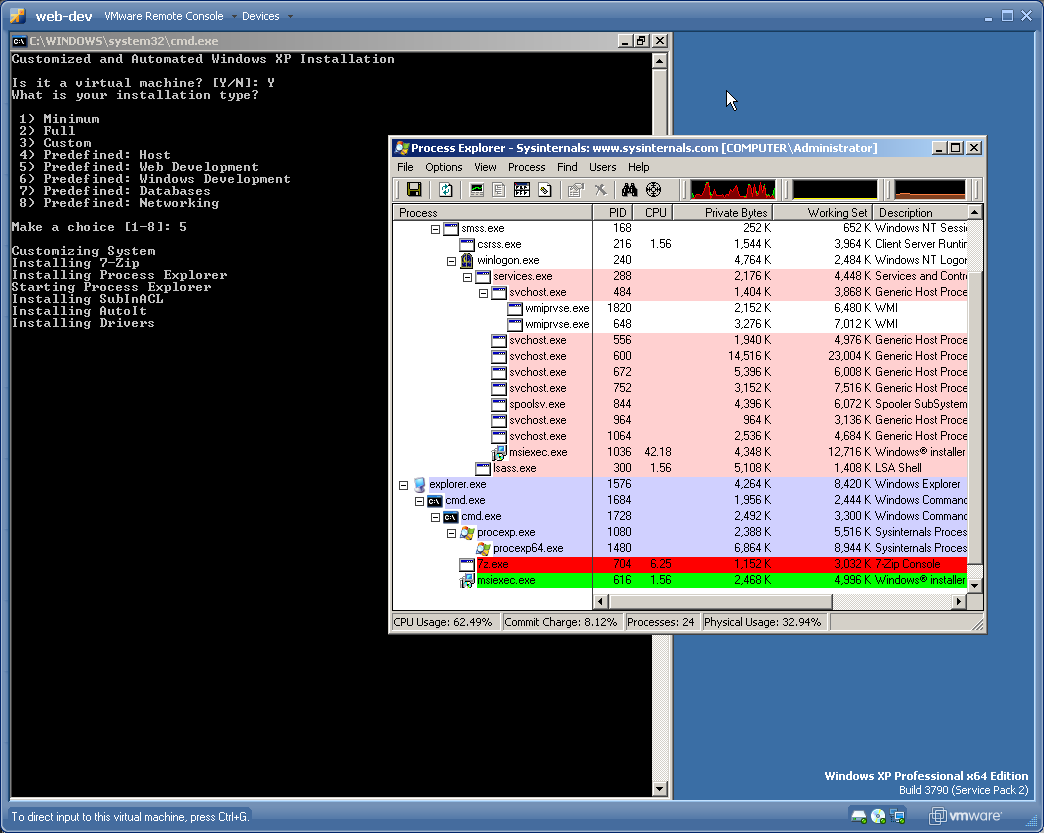 web-dev VMware Remote Console Devices
C:\WINDOWS\system32\cmd.exe
Customized and Automated Windows XP Installation
Is it a virtual machine? [Y/N]: Y
What is your installation type?
1) Minimum
2) Full
3) Custom
4) Predefined: Host
5) Predefined: Web Development
6) Predefined: Windows Development
7) Predefined: Databases
8) Predefined: Networking
Make a choice [1-8]: 5
Customizing System
Installing 7-Zip
Installing Process Explorer
Starting Process Explorer
Installing SubInACL
Installing AutoIt
Installing Drivers
Process Explorer - Sysinternals: www.sysinternals.com [COMPUTER\Administrator]
File Options View Process Find Users Help
Process PID CPU Private Bytes Working Set Description
smss.exe 168 252 K 652 K Windows NT Sessi
csrss.exe 216 1.56 1,544 K 3,964 K Client Server Runtim
winlogon.exe 240 4,764 K 2,484 K Windows NT Logor
services.exe 288 2,176 K 4,448 K Services and Contro
svchost.exe 484 1,404 K 3,868 K Generic Host Proce
wmiprvse.exe 1820 2,152 K 6,480 K WMI
wmiprvse.exe 648 3,276 K 7,012 K WMI
svchost.exe 556 1,940 K 4,976 K Generic Host Proce
svchost.exe 600 14,516 K 23,004 K Generic Host Proce
svchost.exe 672 5,396 K 6,008 K Generic Host Proce
svchost.exe 752 3,152 K 7,516 K Generic Host Proce
spoolsv.exe 844 4,396 K 6,072 K Spooler SubSystem
svchost.exe 964 964 K 3,136 K Generic Host Proce
svchost.exe 1064 2,536 K 4,684 K Generic Host Proce
msiexec.exe 1036 42.18 4,348 K 12,716 K Windows® installer
lsass.exe 300 1.56 5,108 K 1,408 K LSA Shell
explorer.exe 1576 4,264 K 8,420 K Windows Explorer
cmd.exe 1684 1,956 K 2,444 K Windows Command
cmd.exe 1728 2,492 K 3,300 K Windows Command
procexp.exe 1080 2,388 K 5,516 K Sysinternals Proces
procexp64.exe 1480 6,864 K 8,944 K Sysinternals Proces
7z.exe 704 6.25 1,152 K 3,032 K 7-Zip Console
msiexec.exe 616 1.56 2,468 K 4,996 K Windows® installer
CPU Usage: 62.49% Commit Charge: 8.12% Processes: 24 Physical Usage: 32.94%
Windows XP Professional x64 Edition
Build 3790 (Service Pack 2)
To direct input to this virtual machine, press Ctrl+G.
vmware